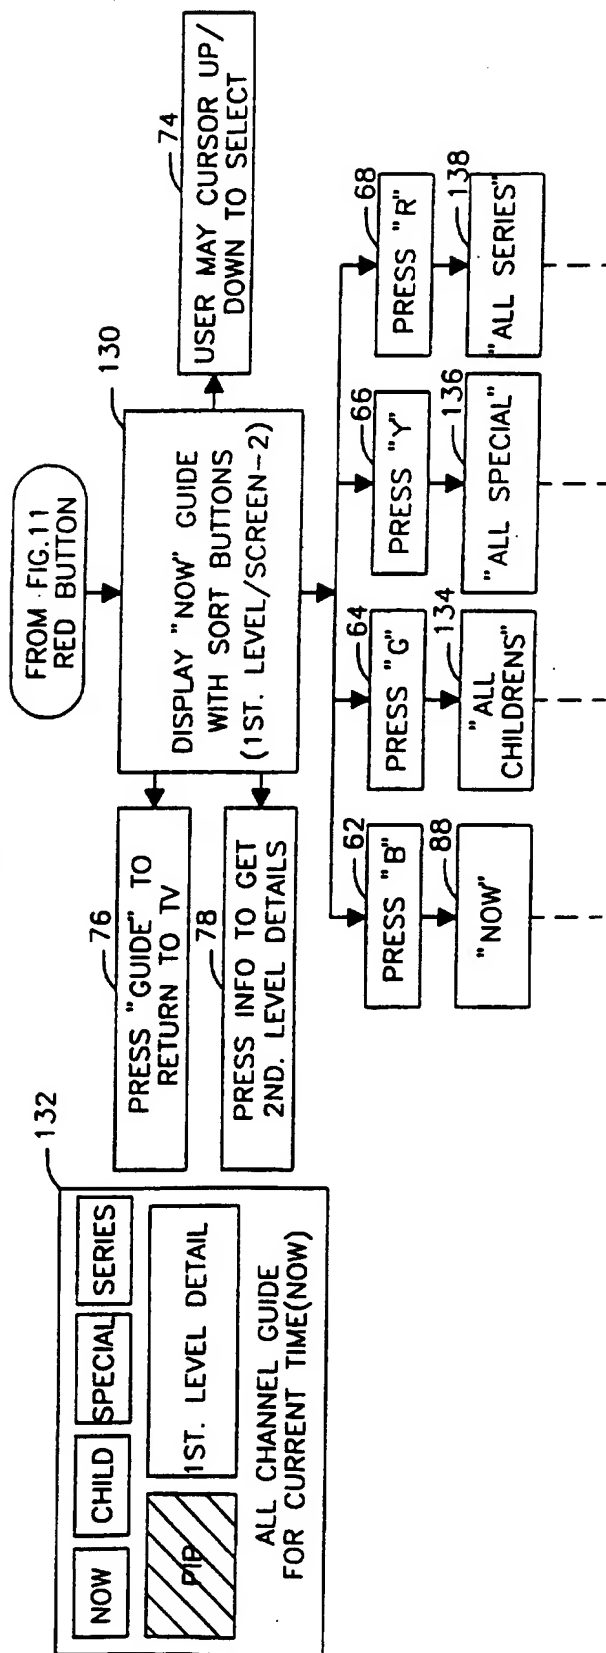 FROM FIG.11
RED BUTTON
130
DISPLAY "NOW" GUIDE
WITH SORT BUTTONS
(1ST. LEVEL/SCREEN-2)
74
USER MAY CURSOR UP/
DOWN TO SELECT
76
PRESS "GUIDE" TO
RETURN TO TV
78
PRESS INFO TO GET
2ND. LEVEL DETAILS
132
NOW
CHILD
SPECIAL
SERIES
PIP
1ST. LEVEL DETAIL
ALL CHANNEL GUIDE
FOR CURRENT TIME(NOW)
62
PRESS "B"
64
PRESS "G"
66
PRESS "Y"
68
PRESS "R"
88
"NOW"
134
"ALL
CHILDRENS"
136
"ALL SPECIAL"
138
"ALL SERIES"